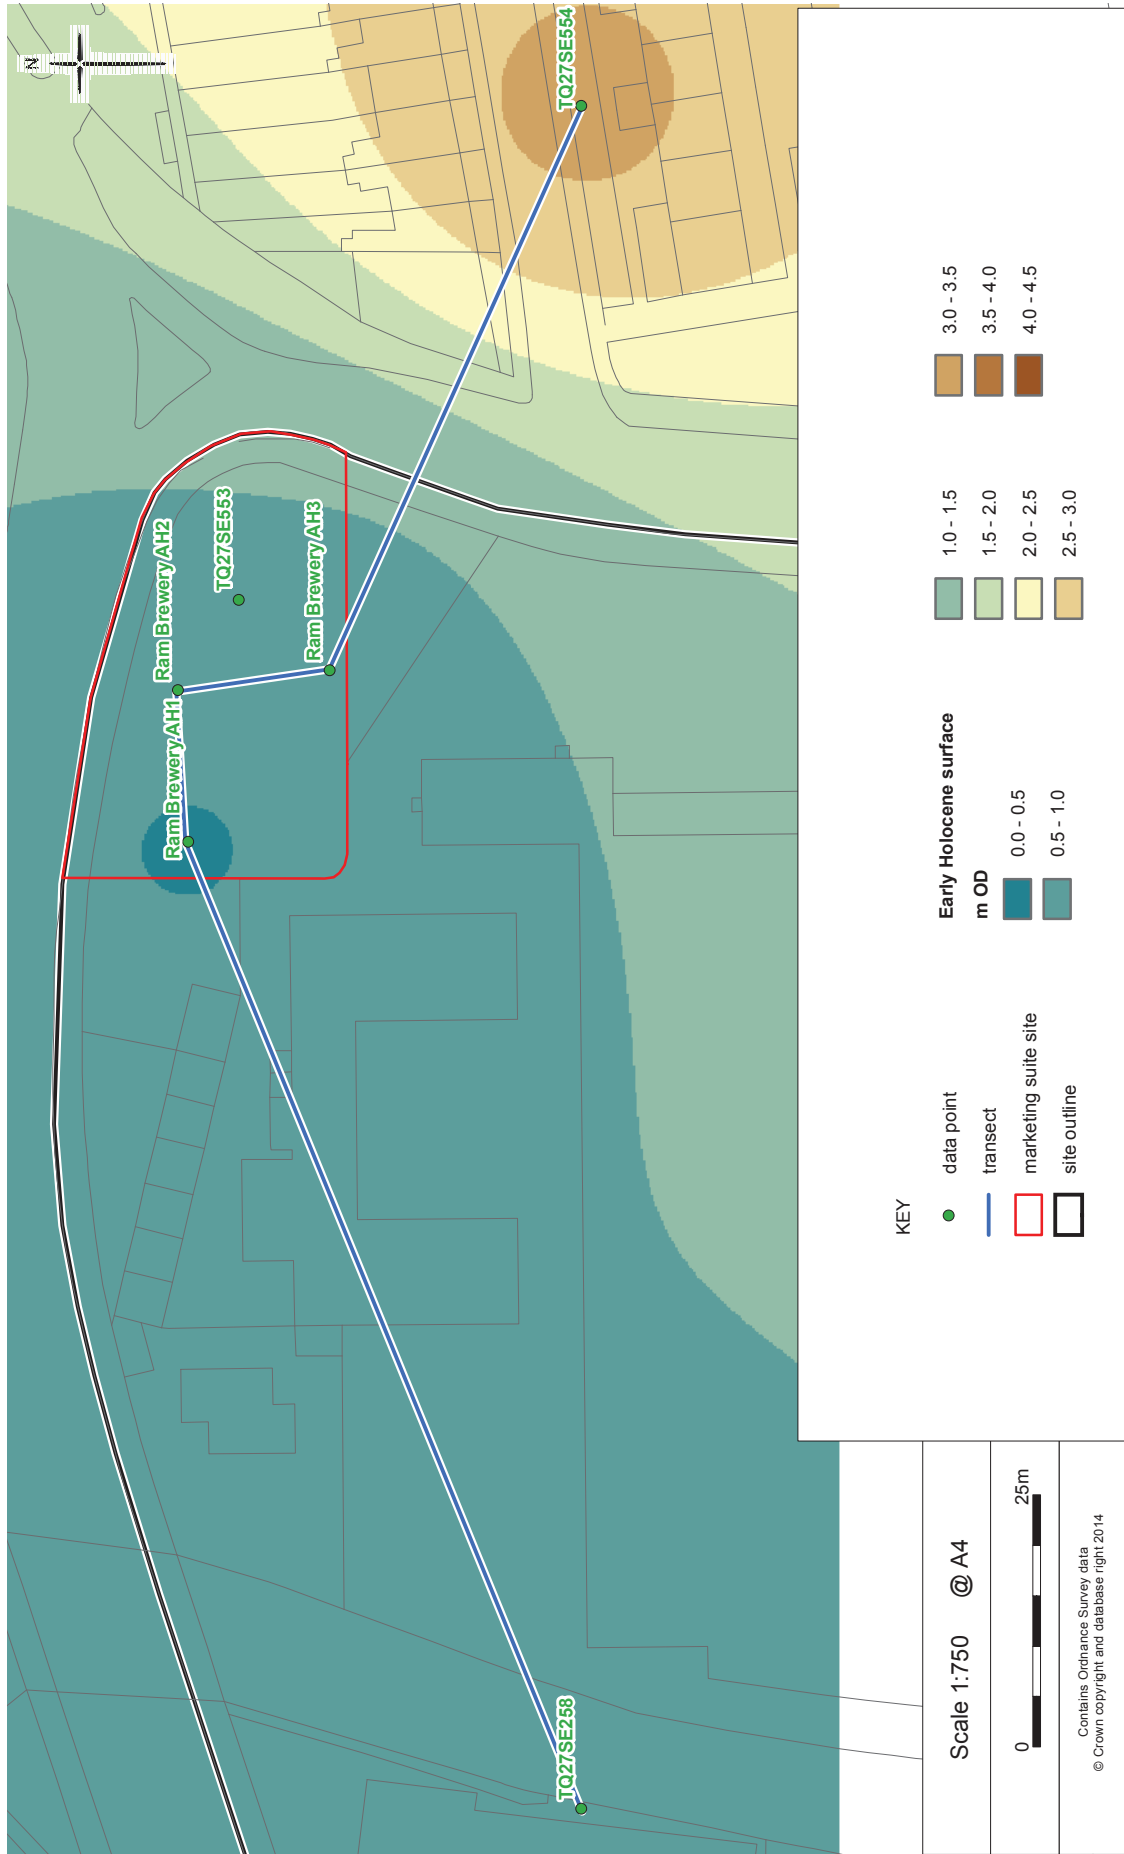 N
TQ27SE554
TQ27SE553
Ram Brewery AH2
Ram Brewery AH3
Ram Brewery AH1
TQ27SE258
KEY
data point
transect
marketing suite site
site outline
Early Holocene surface
m OD
0.0 - 0.5
0.5 - 1.0
1.0 - 1.5
1.5 - 2.0
2.0 - 2.5
2.5 - 3.0
3.0 - 3.5
3.5 - 4.0
4.0 - 4.5
Scale 1:750 @ A4
0 25m
Contains Ordnance Survey data
© Crown copyright and database right 2014